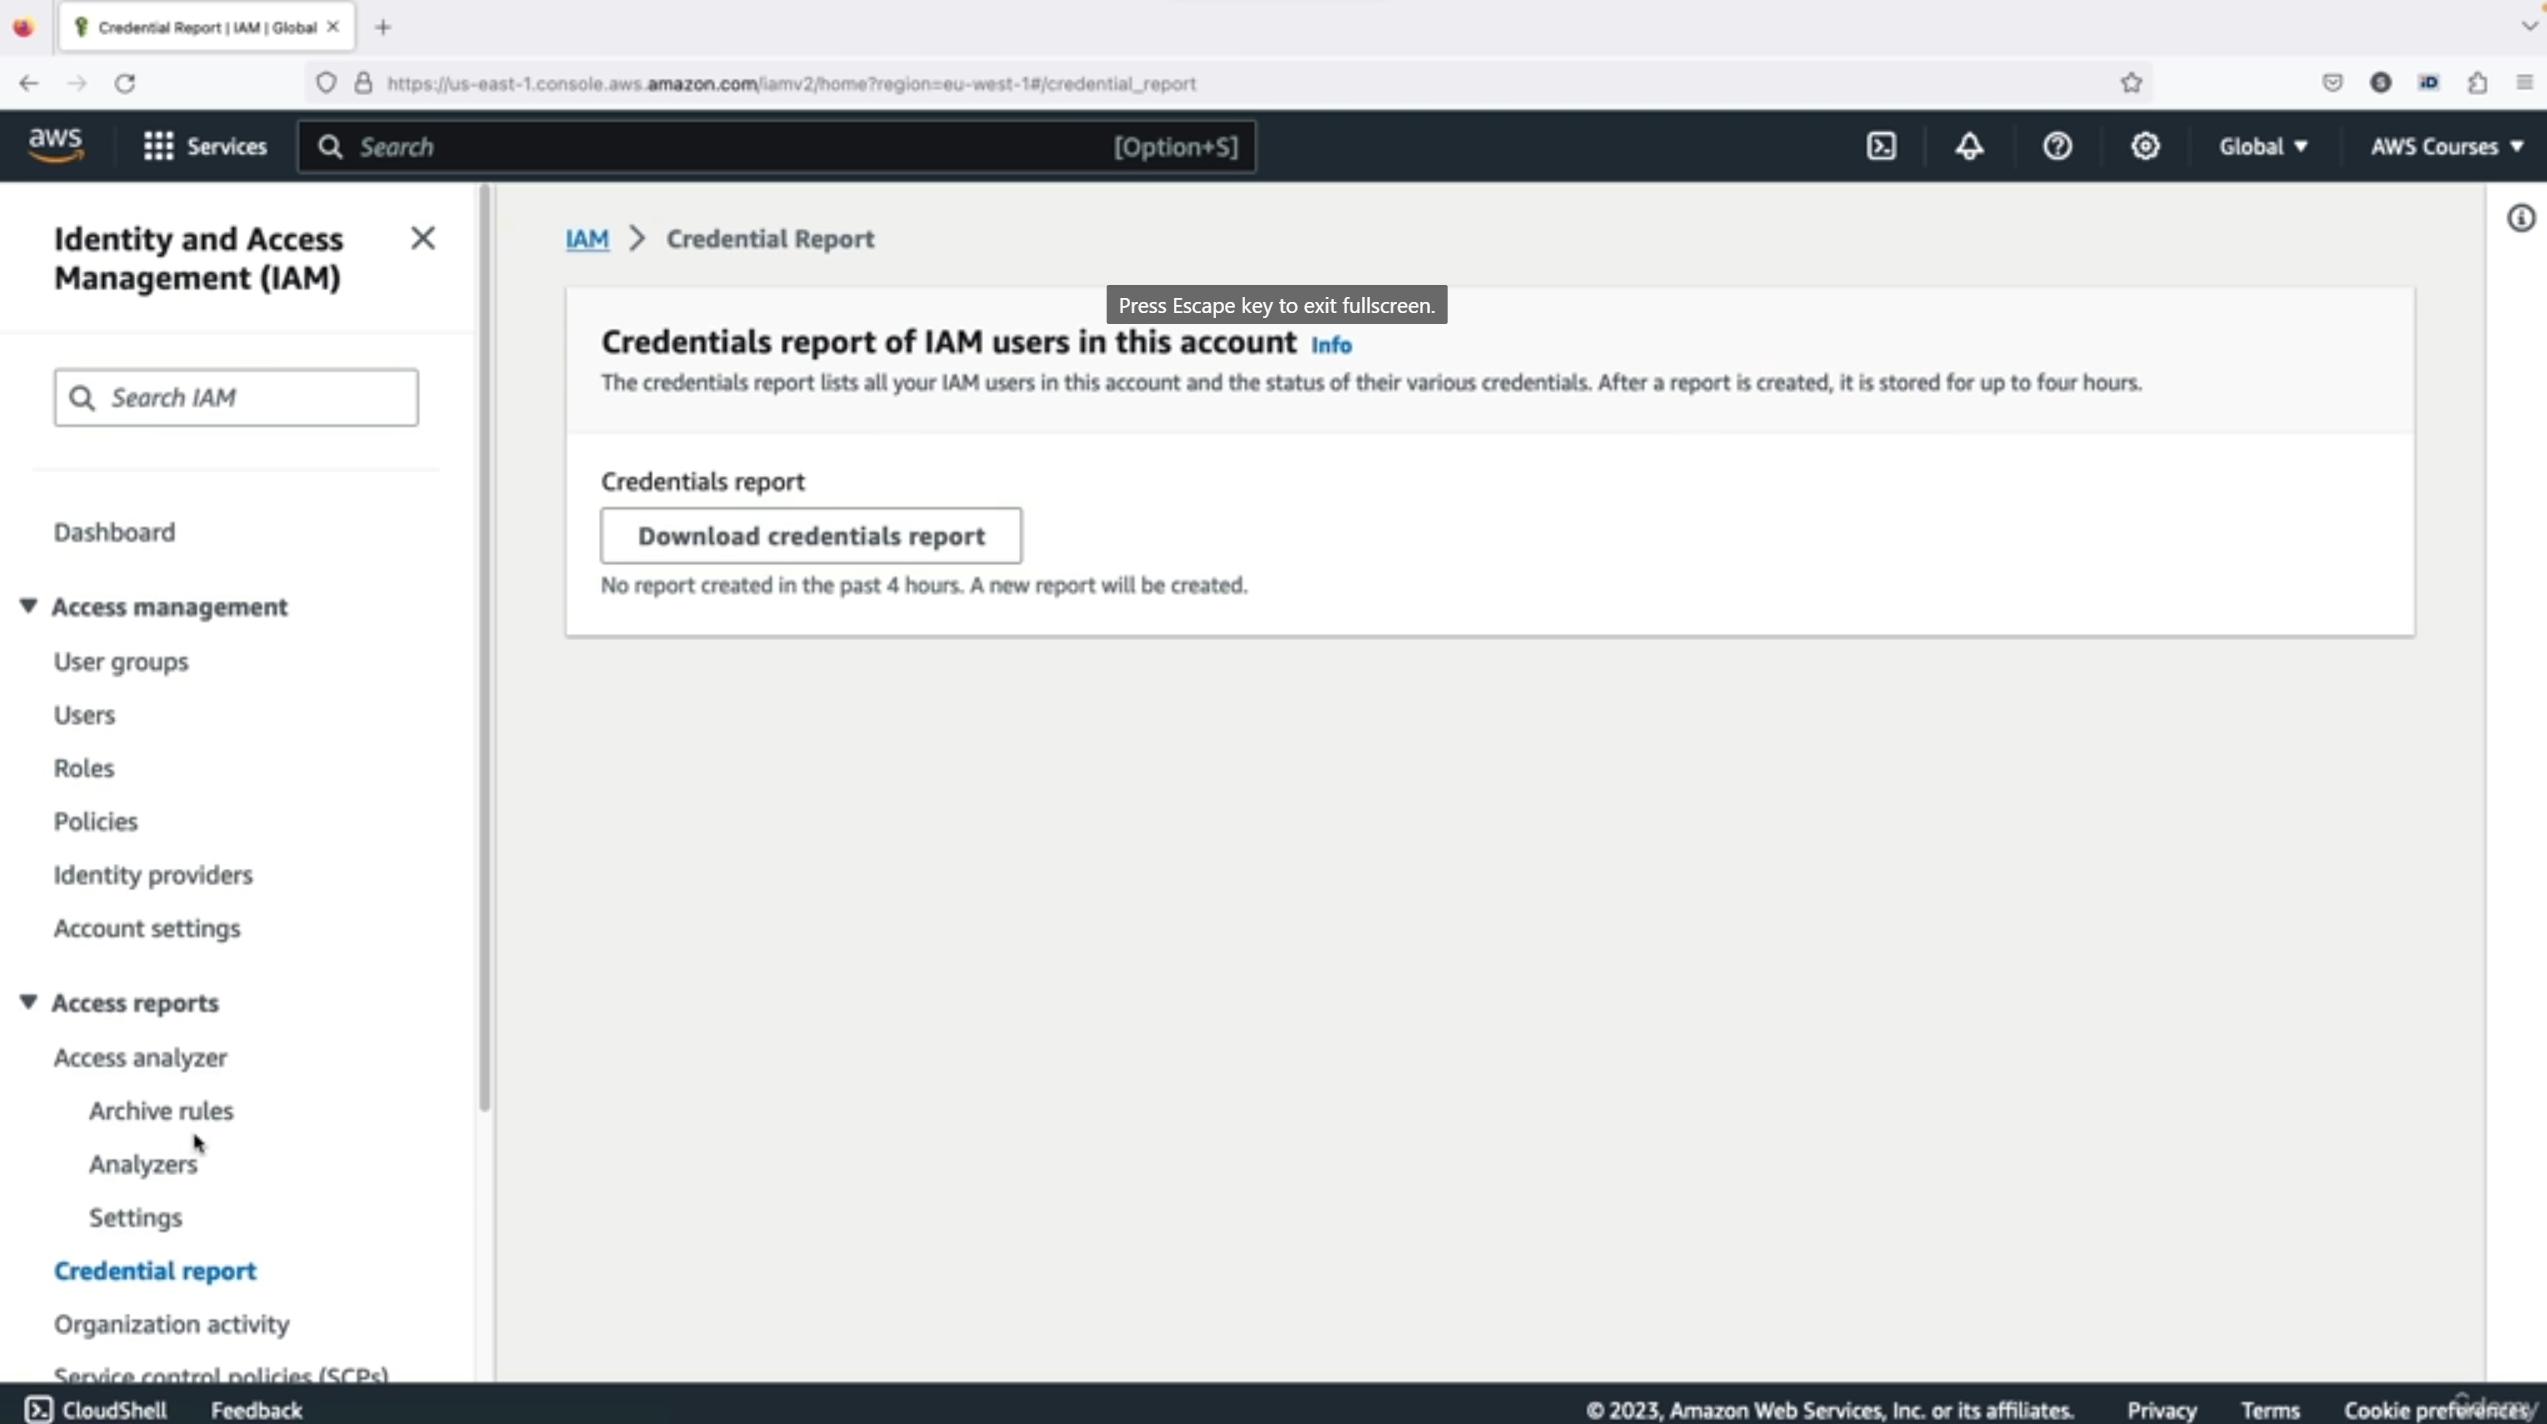 Credential Report | IAM | Global
https://us-east-1.console.aws.amazon.com/iamv2/home?region=eu-west-1#/credential_report
aws
Services
Search
[Option+S]
Global
AWS Courses
Identity and Access
Management (IAM)
Search IAM
Dashboard
Access management
User groups
Users
Roles
Policies
Identity providers
Account settings
Access reports
Access analyzer
Archive rules
Analyzers
Settings
Credential report
Organization activity
Service control policies (SCPs)
IAM > Credential Report
Press Escape key to exit fullscreen.
Credentials report of IAM users in this account Info
The credentials report lists all your IAM users in this account and the status of their various credentials. After a report is created, it is stored for up to four hours.
Credentials report
Download credentials report
No report created in the past 4 hours. A new report will be created.
CloudShell
Feedback
© 2023, Amazon Web Services, Inc. or its affiliates.
Privacy
Terms
Cookie preferences
Udemy